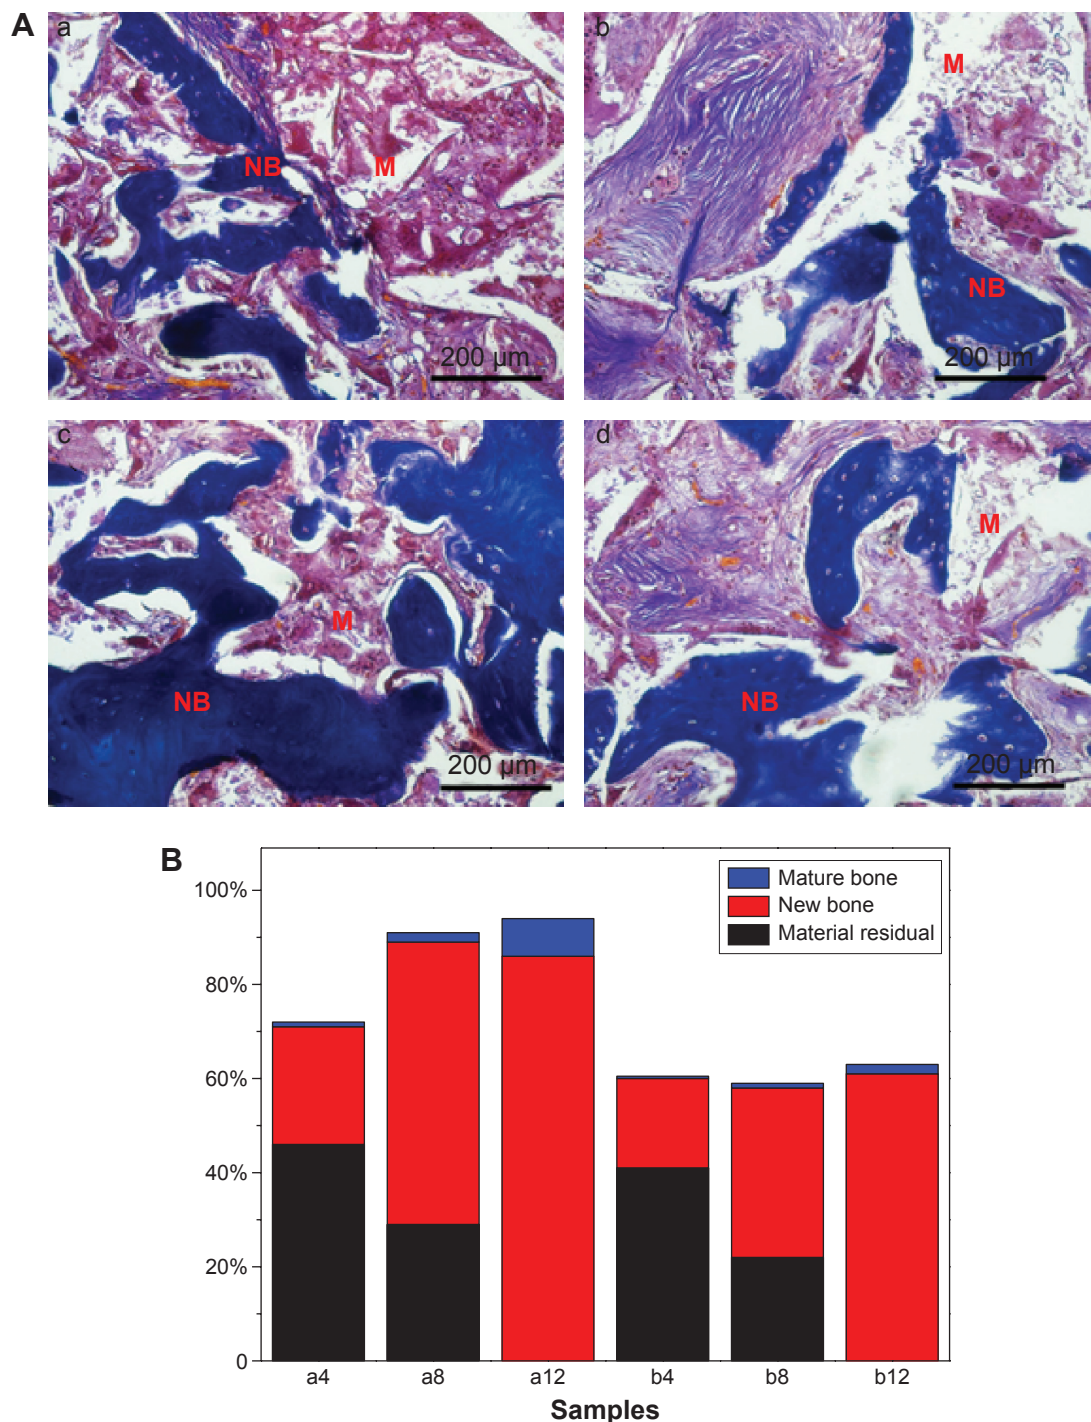 A
a
NB
M
200 µm
b
M
NB
200 µm
c
M
NB
200 µm
d
M
NB
200 µm
B
Mature bone
New bone
Material residual
100%
80%
60%
40%
20%
0
a4 a8 a12 b4 b8 b12
Samples